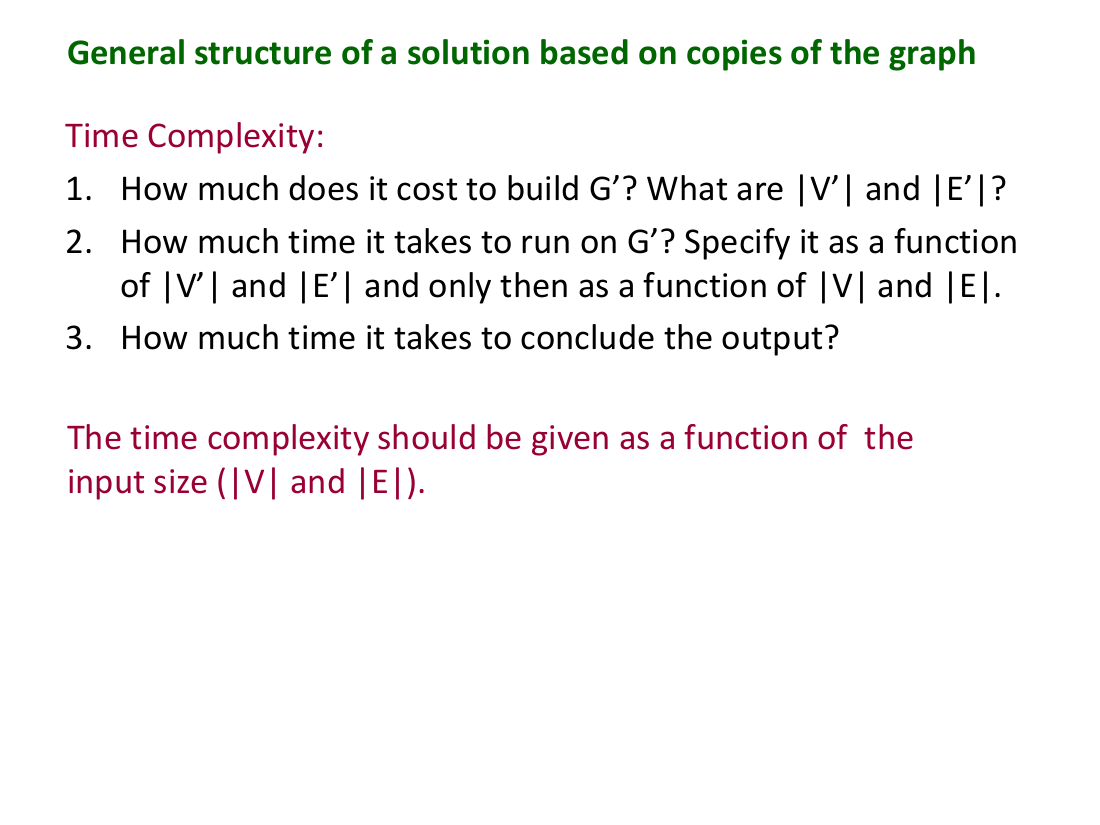 General structure of a solution based on copies of the graph
Time Complexity:
1. How much does it cost to build G’? What are |V’| and |E’|?
2. How much time it takes to run on G’? Specify it as a function
of |V’| and |E’| and only then as a function of |V| and |E|.
3. How much time it takes to conclude the output?
The time complexity should be given as a function of  the
input size (|V| and |E|).